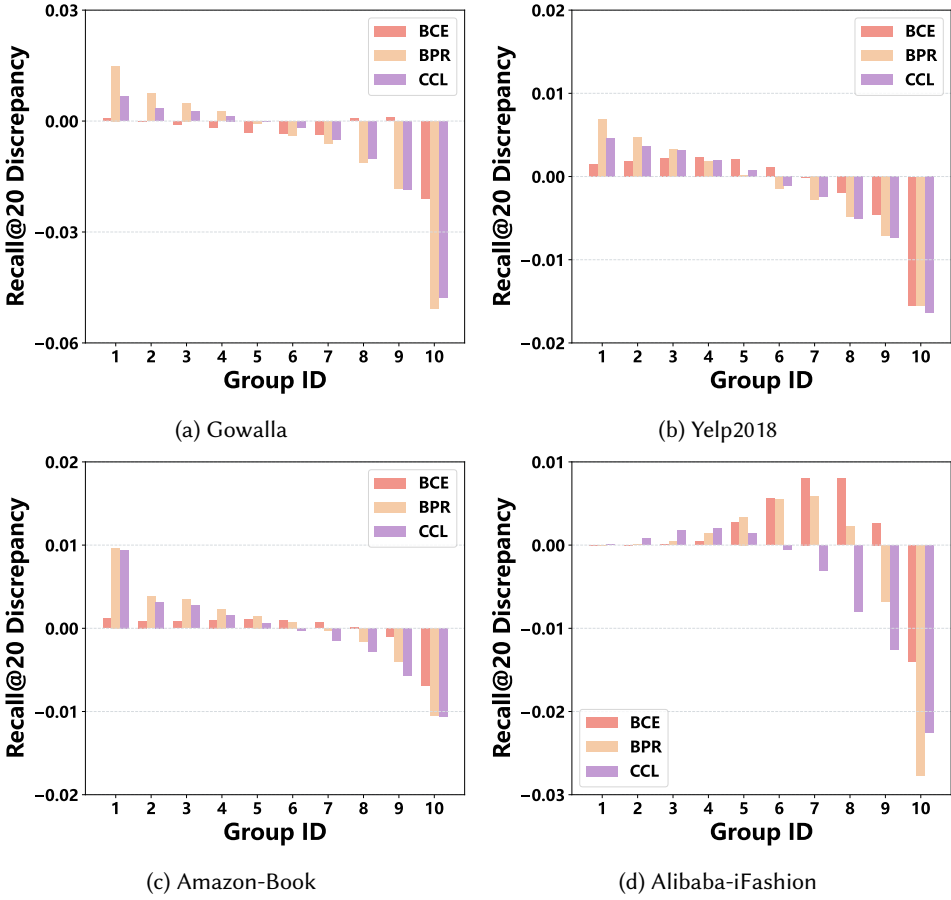 0.03
0.00
−0.03
−0.06
Recall@20 Discrepancy
BCE
BPR
CCL
1 2 3 4 5 6 7 8 9 10
Group ID
(a) Gowalla
0.02
0.01
0.00
−0.01
−0.02
Recall@20 Discrepancy
BCE
BPR
CCL
1 2 3 4 5 6 7 8 9 10
Group ID
(b) Yelp2018
0.02
0.01
0.00
−0.01
−0.02
Recall@20 Discrepancy
BCE
BPR
CCL
1 2 3 4 5 6 7 8 9 10
Group ID
(c) Amazon-Book
0.01
0.00
−0.01
−0.02
−0.03
Recall@20 Discrepancy
BCE
BPR
CCL
1 2 3 4 5 6 7 8 9 10
Group ID
(d) Alibaba-iFashion